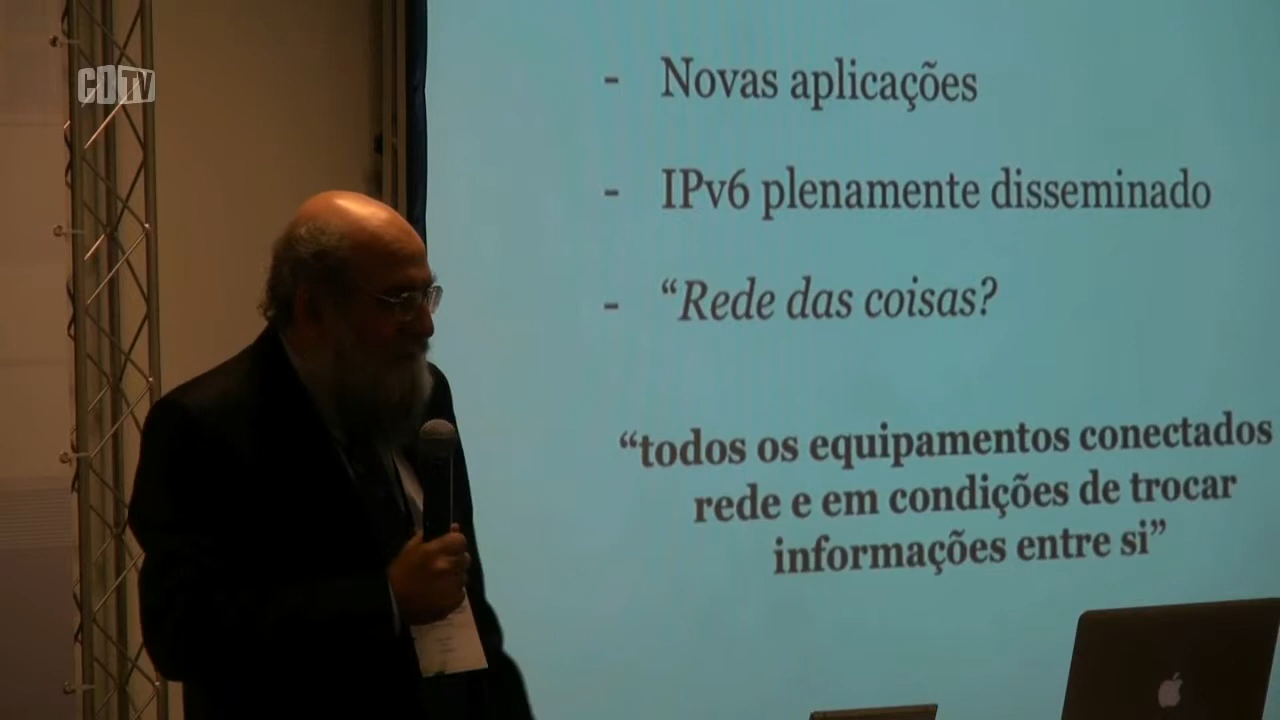 CDTV
- Novas aplicações
- IPv6 plenamente disseminado
- “Rede das coisas?
“todos os equipamentos conectados
rede e em condições de trocar
informações entre si”